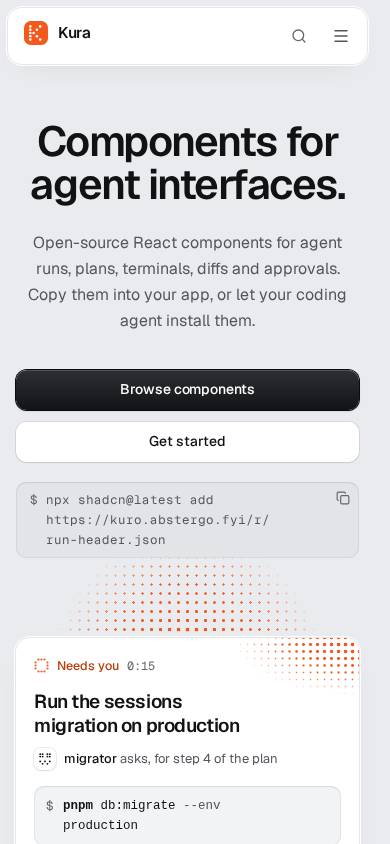 Kura
Components for
agent interfaces.
Open-source React components for agent
runs, plans, terminals, diffs and approvals.
Copy them into your app, or let your coding
agent install them.
Browse components
Get started
$ npx shadcn@latest add
https://kuro.abstergo.fyi/r/
run-header.json
Needs you 0:15
Run the sessions
migration on production
migrator asks, for step 4 of the plan
$ pnpm db:migrate --env
production